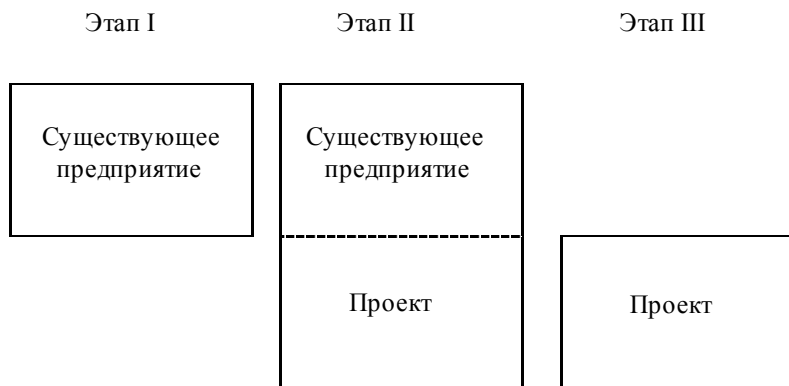 Этап I
Этап II
Этап III
Существующее
предприятие
Существующее
предприятие
Проект
Проект